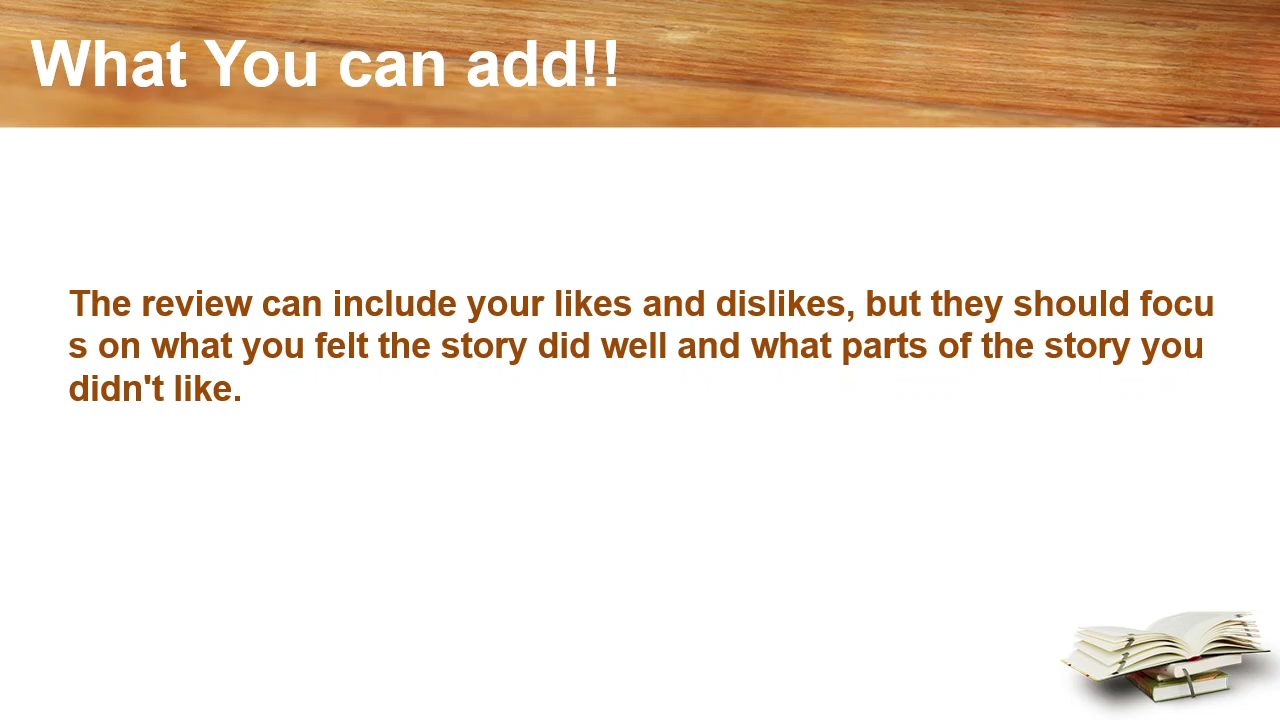 What You can add!!
The review can include your likes and dislikes, but they should focu
s on what you felt the story did well and what parts of the story you
didn't like.